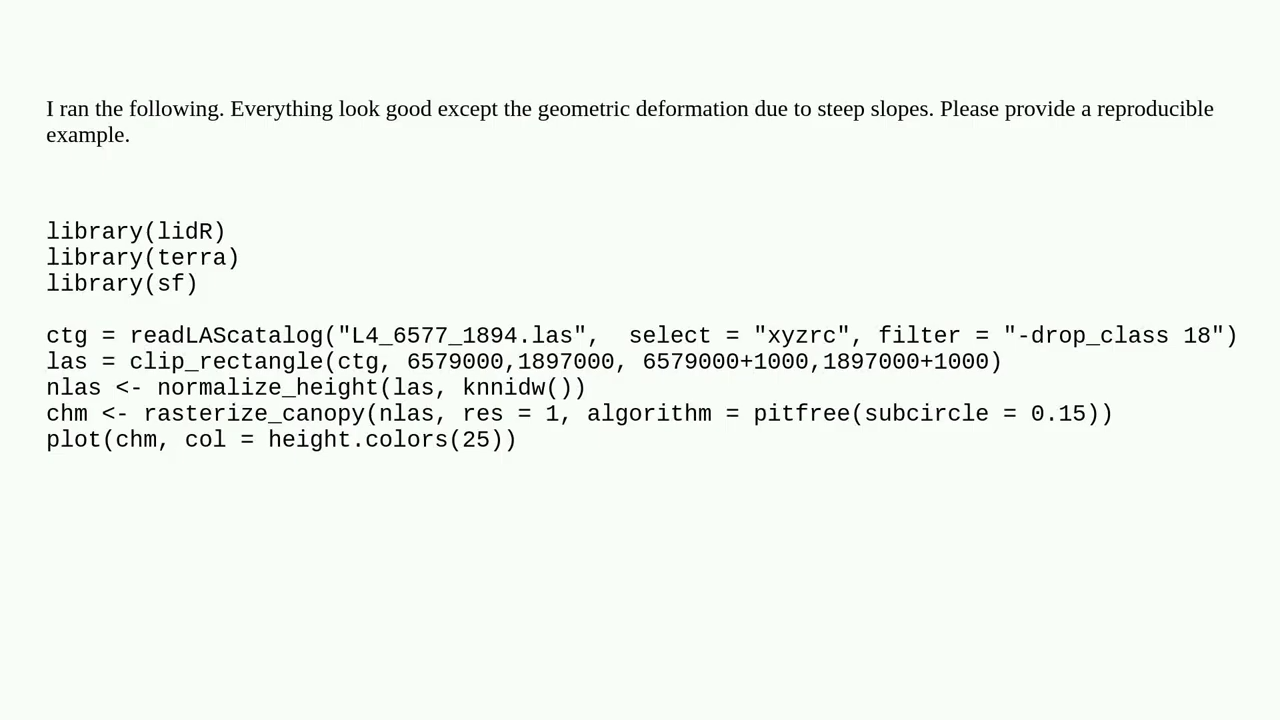 I ran the following. Everything look good except the geometric deformation due to steep slopes. Please provide a reproducible
example.
library(lidR)
library(terra)
library(sf)
ctg = readLAScatalog("L4_6577_1894.las",  select = "xyzrc", filter = "-drop_class 18")
las = clip_rectangle(ctg, 6579000,1897000, 6579000+1000,1897000+1000)
nlas <- normalize_height(las, knnidw())
chm <- rasterize_canopy(nlas, res = 1, algorithm = pitfree(subcircle = 0.15))
plot(chm, col = height.colors(25))